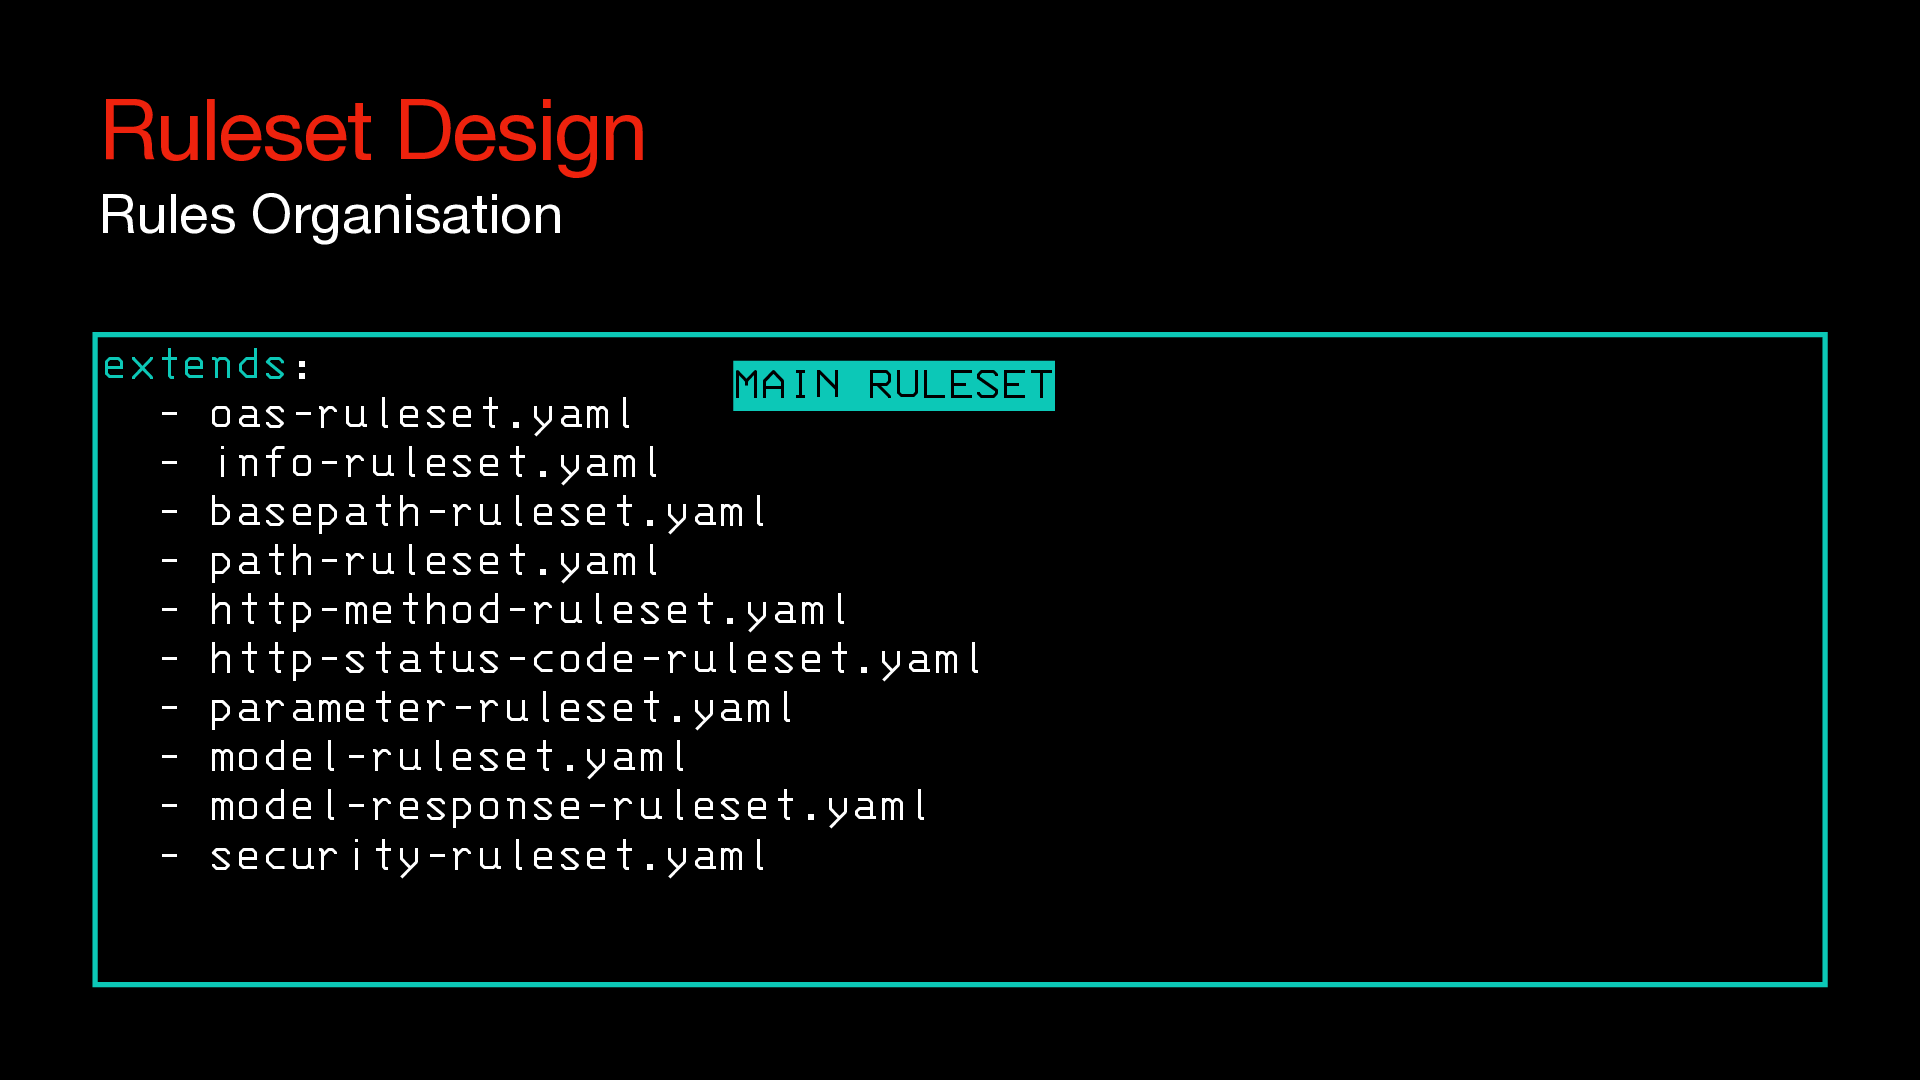 Ruleset Design
Rules Organisation
extends:
MAIN RULESET
- oas-ruleset.yaml
- info-ruleset.yaml
- basepath-ruleset.yaml
- path-ruleset.yaml
- http-method-ruleset.yaml
- http-status-code-ruleset.yaml
- parameter-ruleset.yaml
- model-ruleset.yaml
- model-response-ruleset.yaml
- security-ruleset.yaml